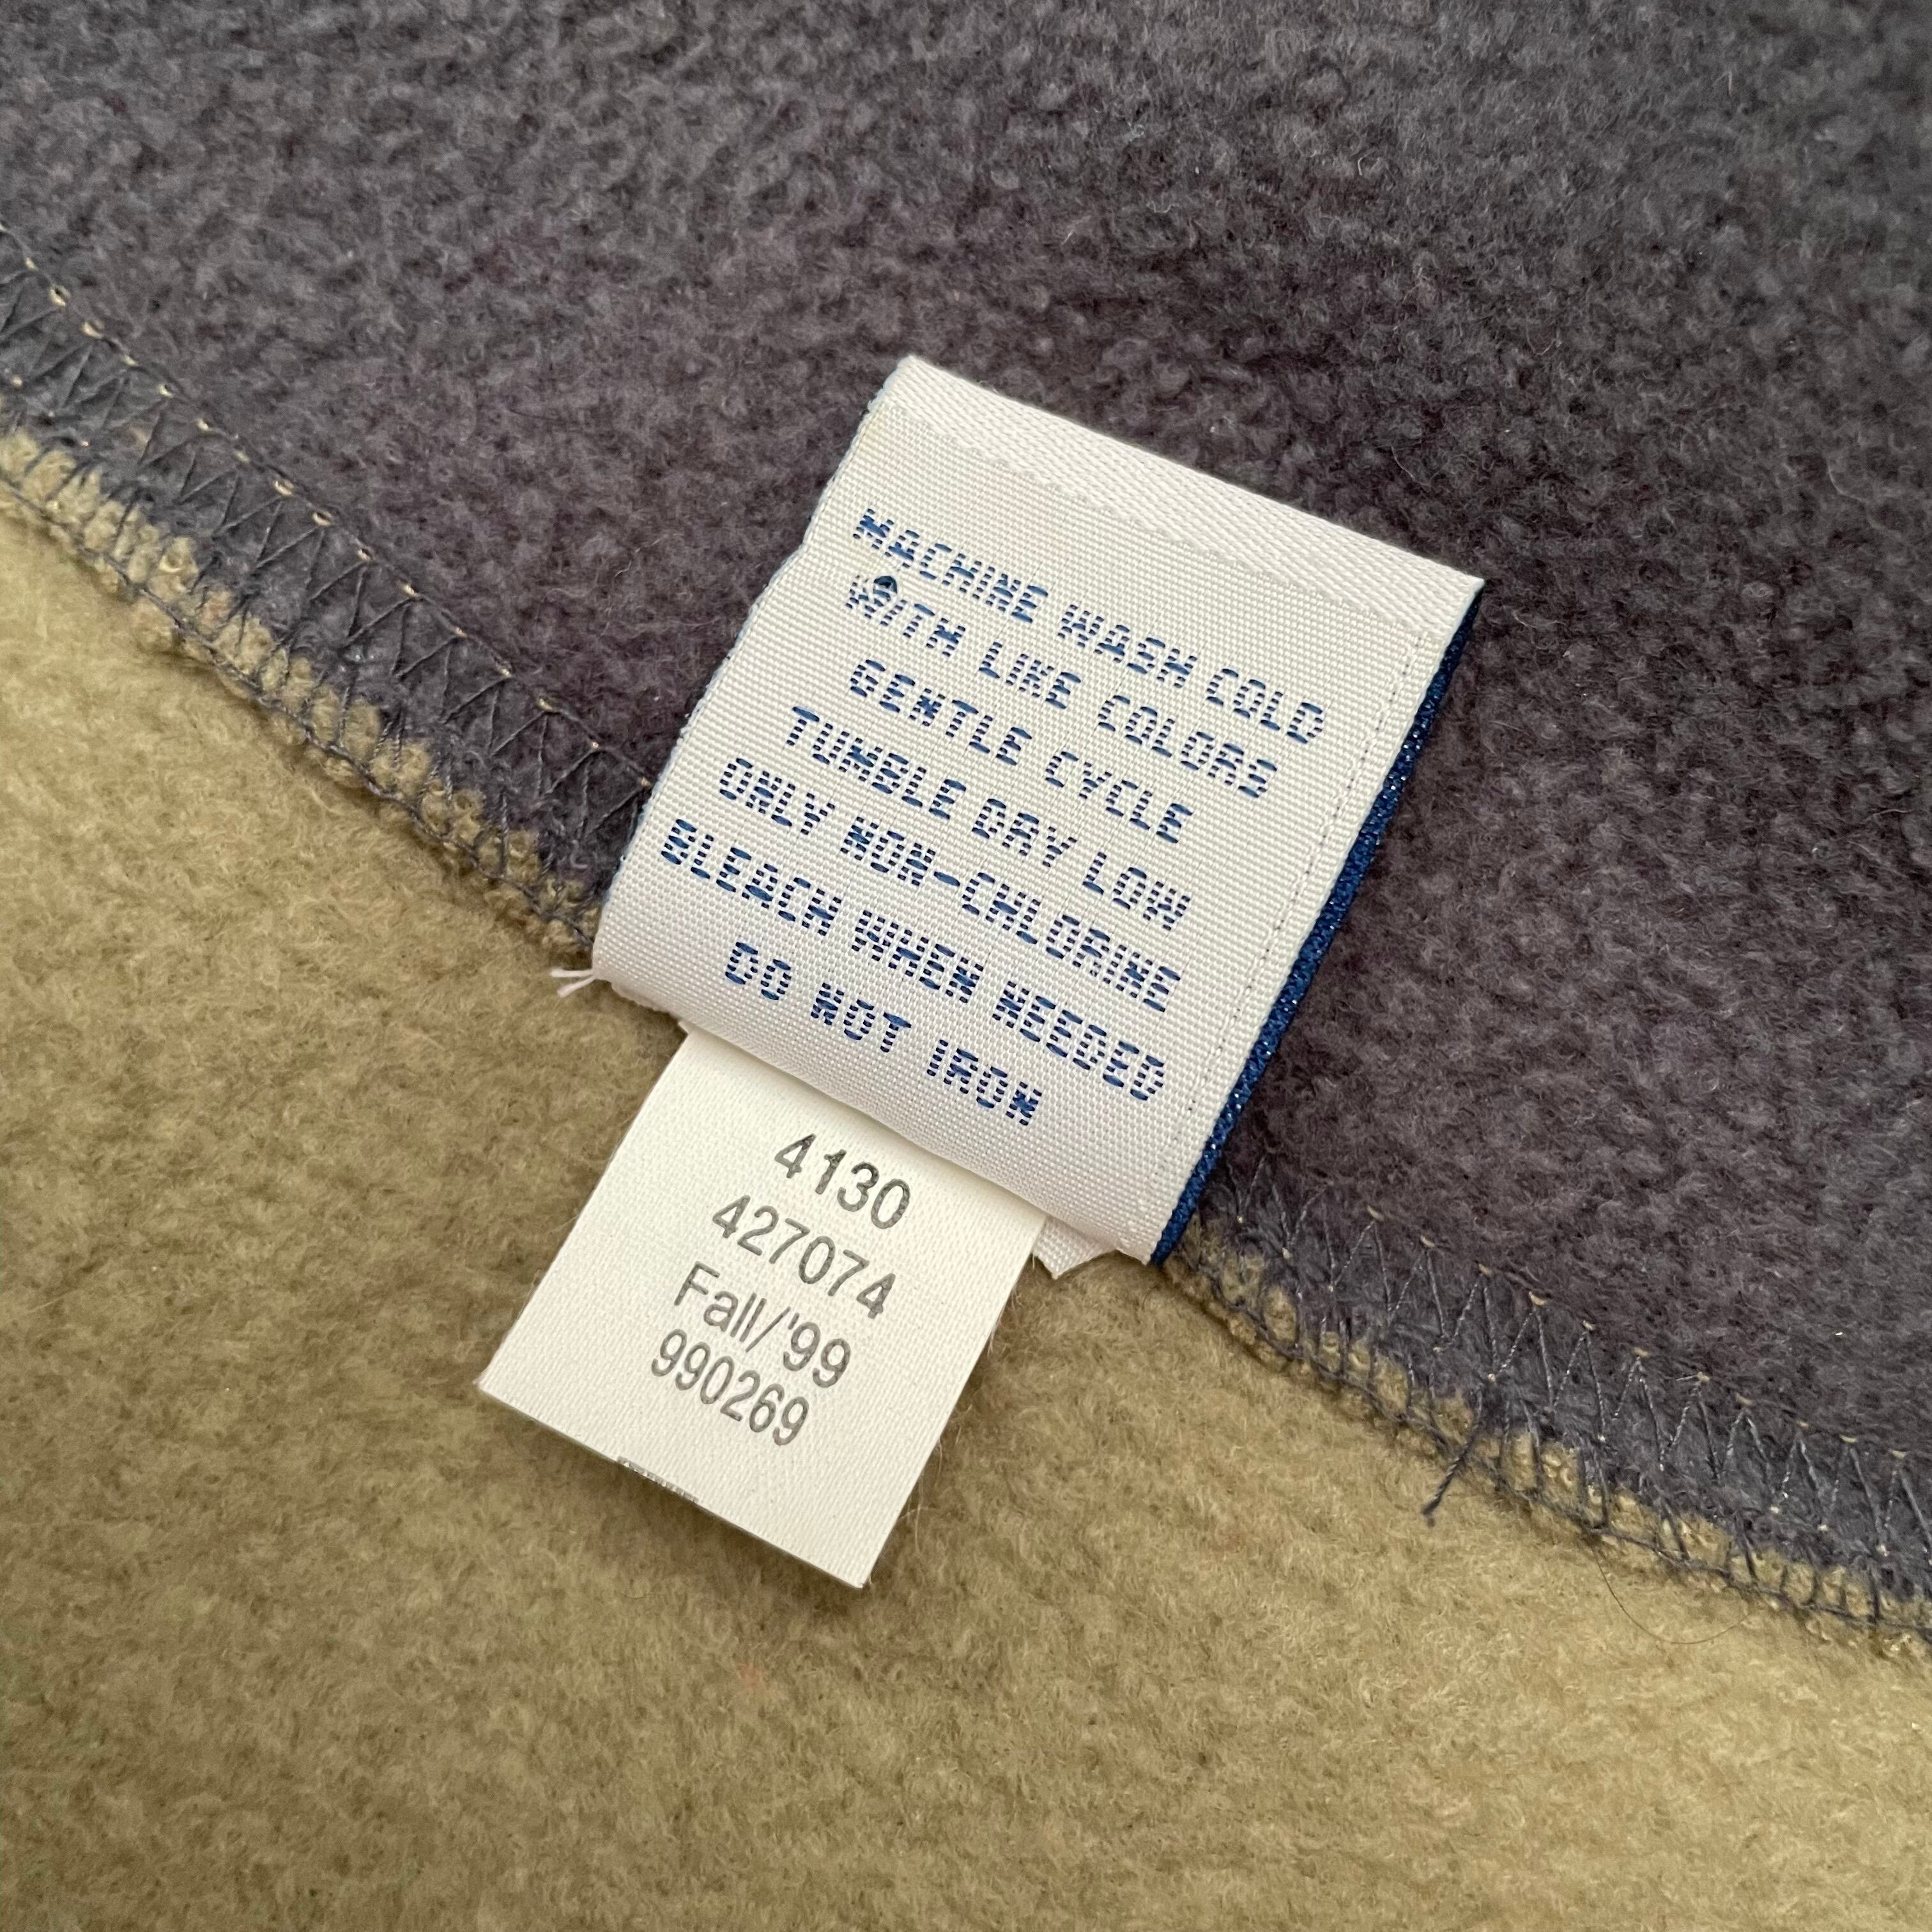 MACHINE WASH COLD
WITH LIKE COLORS
GENTLE CYCLE
TUMBLE DRY LOW
ONLY NON-CHLORINE
BLEACH WHEN NEEDED
DO NOT IRON
4130
427074
Fall/'99
990269